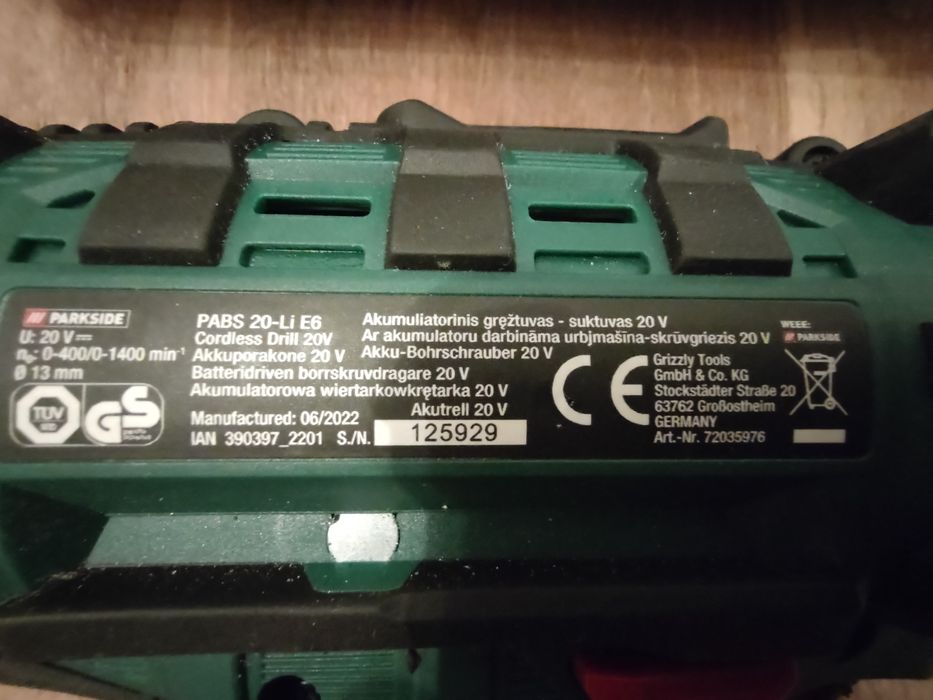 PARKSIDE
U: 20 V
n₀: 0-400/0-1400 min⁻¹
Ø 13 mm
TÜV
GS
PABS 20-Li E6
Cordless Drill 20V
Akkuporakone 20 V
Batteridriven borrskruvdragare 20 V
Akumulatorowa wiertarkowkrętarka 20 V
Akutrell 20 V
Manufactured: 06/2022
IAN 390397_2201 S./N. 125929
Akumuliatorinis gręžtuvas - suktuvas 20 V
Ar akumulatoru darbināma urbjmašīna-skrūvgriezis 20 V
Akku-Bohrschrauber 20 V
CE
Grizzly Tools
GmbH & Co. KG
Stockstädter Straße 20
63762 Großostheim
GERMANY
Art.-Nr. 72035976
WEEE:
PARKSIDE